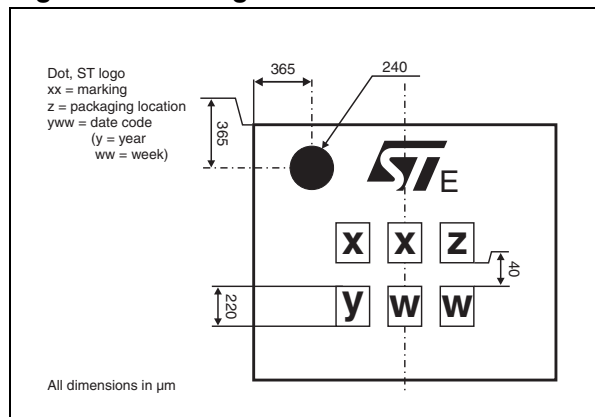 365
240
Dot, ST logo
xx = marking
z = packaging location
yww = date code
(y = year
ww = week)
365
ST E
x x z
40
220
y w w
All dimensions in µm